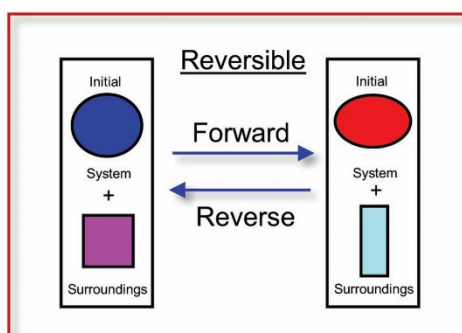 Reversible
Initial
System
+
Surroundings
Forward
Reverse
Initial
System
+
Surroundings